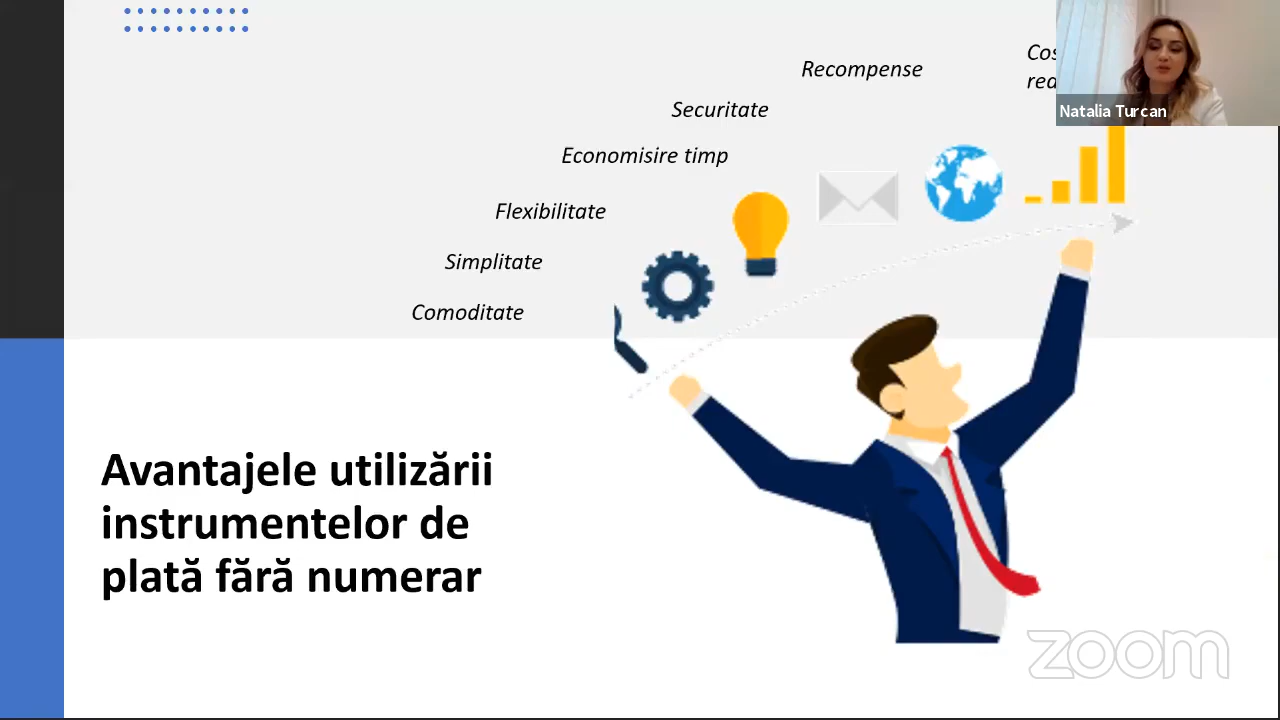 Recompense
Securitate
Economisire timp
Flexibilitate
Simplitate
Comoditate
Natalia Turcan
Avantajele utilizării
instrumentelor de
plată fără numerar
zoom